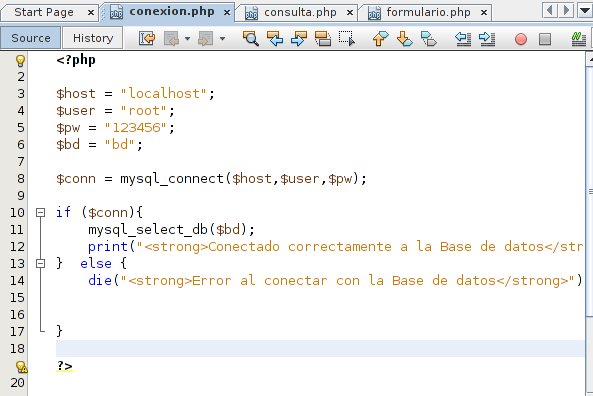 Start Page conexion.php consulta.php formulario.php
Source History
<?php
2
3 $host = "localhost";
4 $user = "root";
5 $pw = "123456";
6 $bd = "bd";
7
8 $conn = mysql_connect($host,$user,$pw);
9
10 if ($conn){
11 mysql_select_db($bd);
12 print("<strong>Conectado correctamente a la Base de datos</str
13 } else {
14 die("<strong>Error al conectar con la Base de datos</strong>")
15
16
17 }
18
?>
20